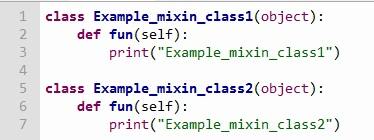 1 class Example_mixin_class1(object):
2     def fun(self):
3         print("Example_mixin_class1")
4
5 class Example_mixin_class2(object):
6     def fun(self):
7         print("Example_mixin_class2")